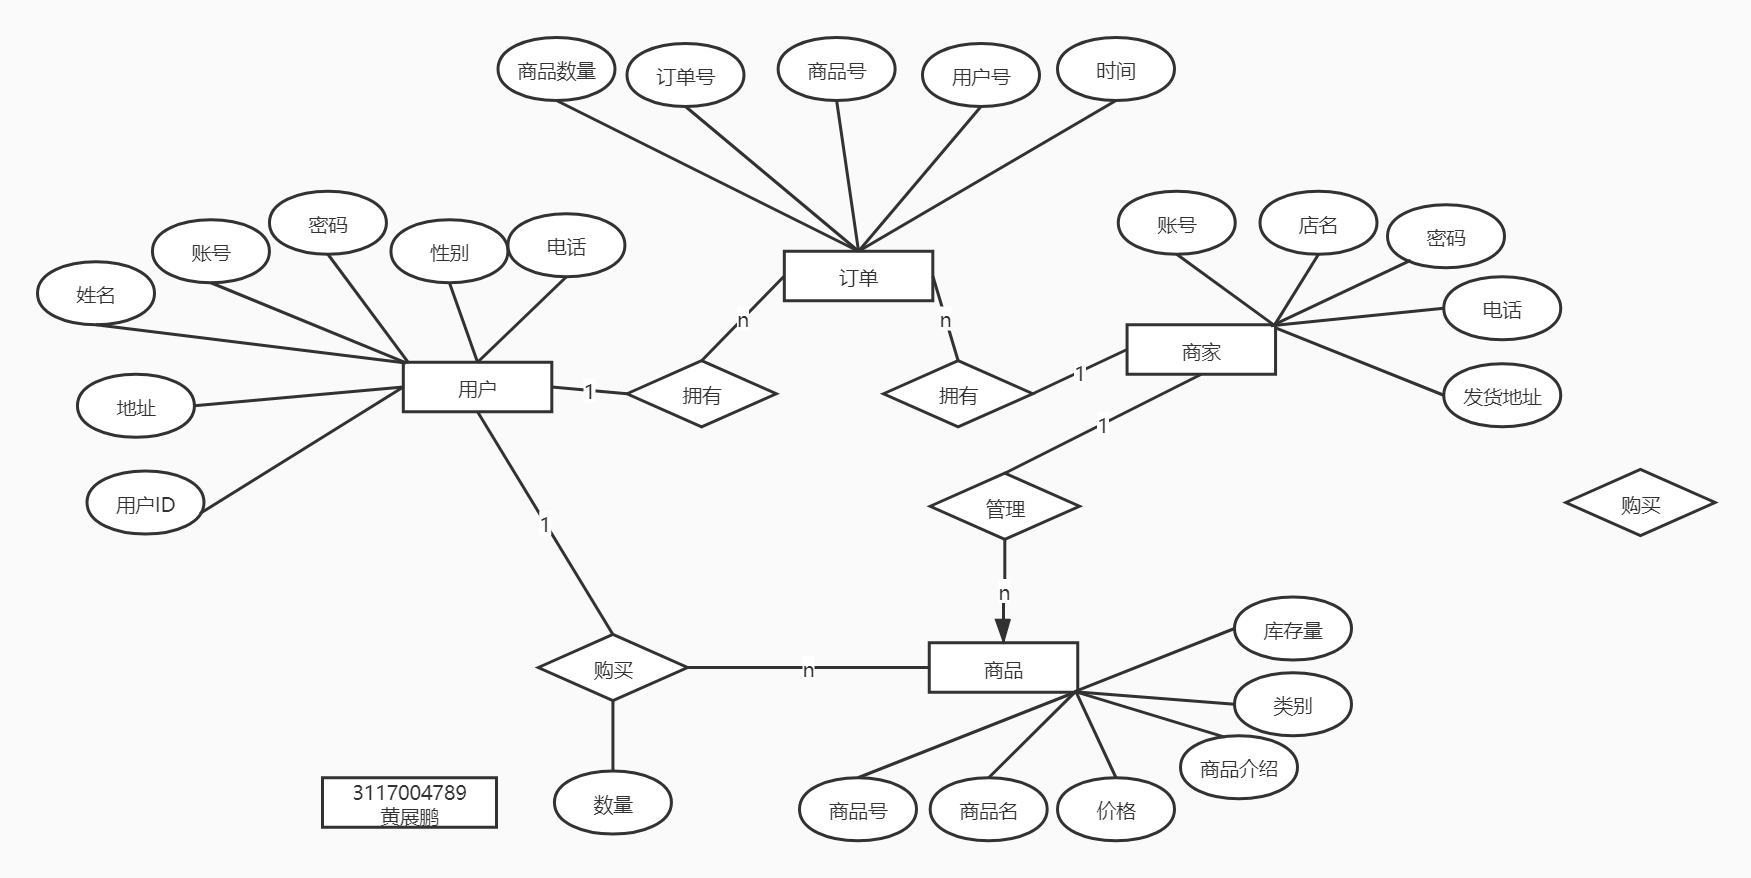 商品数量
订单号
商品号
用户号
时间
姓名
账号
密码
性别
电话
账号
店名
密码
电话
发货地址
订单
n
n
商家
用户
1
拥有
拥有
1
地址
1
用户ID
1
管理
购买
n
购买
n
商品
库存量
类别
商品介绍
3117004789
黄展鹏
数量
商品号
商品名
价格